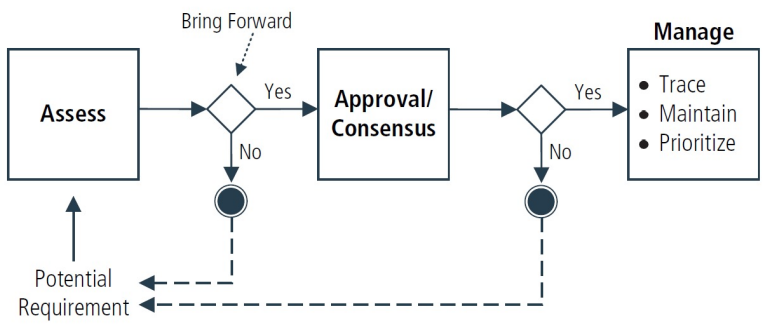 Bring Forward
Manage
Assess
Yes
Approval/
Consensus
Yes
● Trace
● Maintain
● Prioritize
No
No
Potential
Requirement